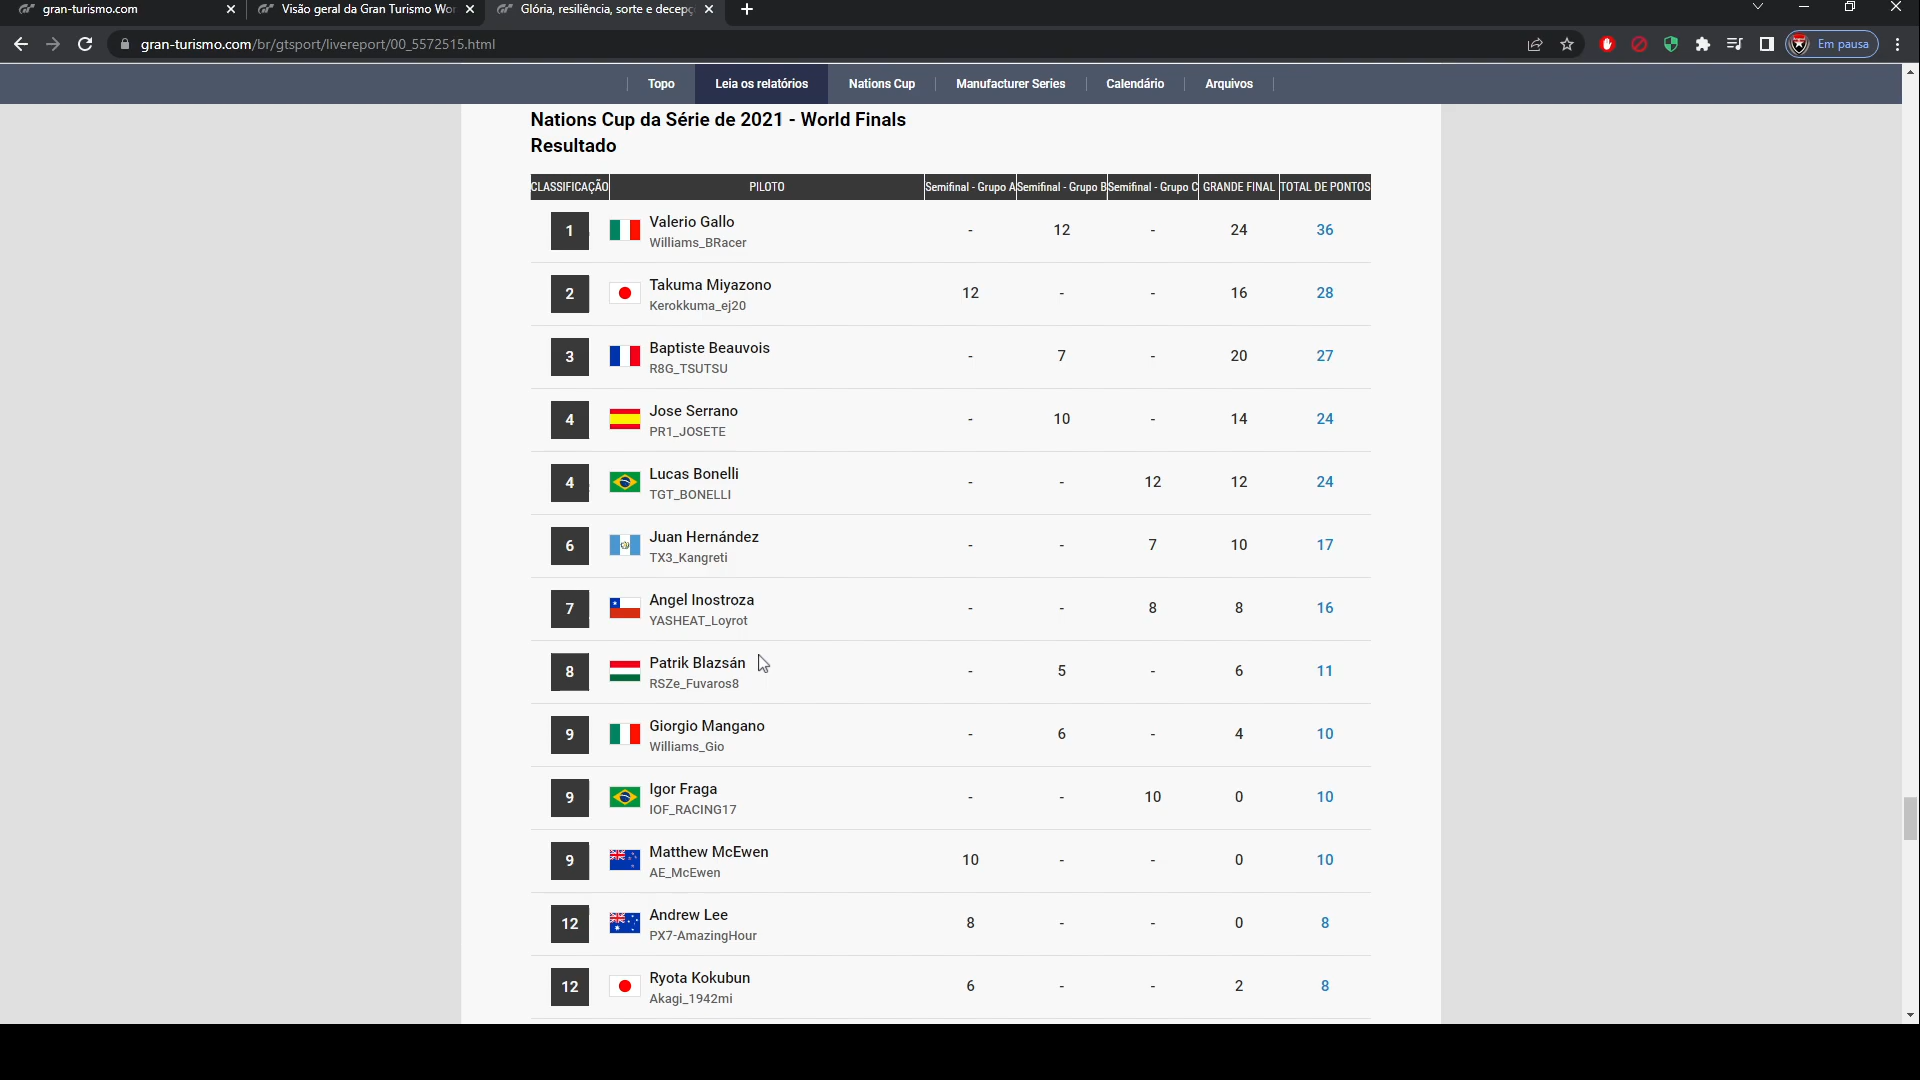 gran-turismo.com
Visão geral da Gran Turismo Wor
Glória, resiliência, sorte e decepç
gran-turismo.com/br/gtsport/livereport/00_5572515.html
Em pausa
Topo
Leia os relatórios
Nations Cup
Manufacturer Series
Calendário
Arquivos
Nations Cup da Série de 2021 - World Finals
Resultado
CLASSIFICAÇÃO PILOTO Semifinal - Grupo A Semifinal - Grupo B Semifinal - Grupo C GRANDE FINAL TOTAL DE PONTOS
1 Valerio Gallo - 12 - 24 36
Williams_BRacer
2 Takuma Miyazono 12 - - 16 28
Kerokkuma_ej20
3 Baptiste Beauvois - 7 - 20 27
R8G_TSUTSU
4 Jose Serrano - 10 - 14 24
PR1_JOSETE
4 Lucas Bonelli - - 12 12 24
TGT_BONELLI
6 Juan Hernández - - 7 10 17
TX3_Kangreti
7 Angel Inostroza - - 8 8 16
YASHEAT_Loyrot
8 Patrik Blazsán - 5 - 6 11
RSZe_Fuvaros8
9 Giorgio Mangano - 6 - 4 10
Williams_Gio
9 Igor Fraga - - 10 0 10
IOF_RACING17
9 Matthew McEwen 10 - - 0 10
AE_McEwen
12 Andrew Lee 8 - - 0 8
PX7-AmazingHour
12 Ryota Kokubun 6 - - 2 8
Akagi_1942mi